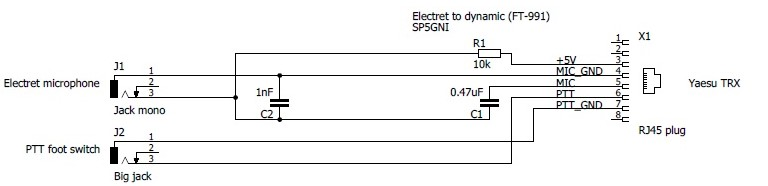 Electret to dynamic (FT-991)
SP5GNI
X1
R1
10k
1
2
3
4
5
6
7
8
+5V
MIC_GND
MIC
PTT
PTT_GND
Yaesu TRX
RJ45 plug
J1
1
2
3
Electret microphone
Jack mono
1nF
C2
0.47uF
C1
J2
1
2
3
PTT foot switch
Big jack